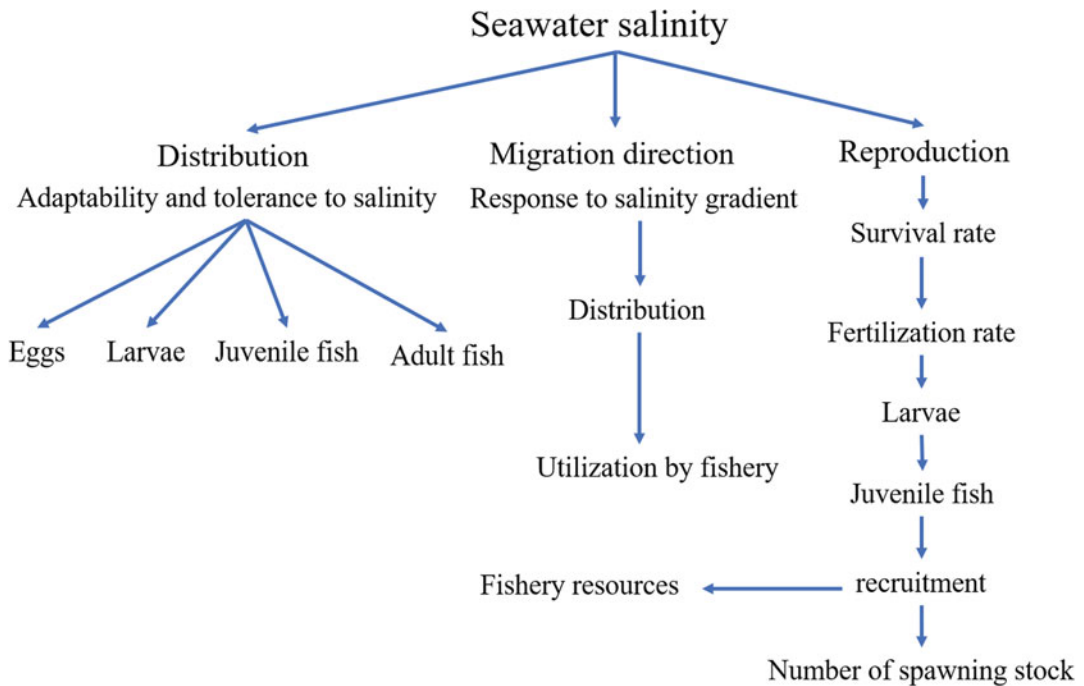 Seawater salinity
Distribution
Adaptability and tolerance to salinity
Eggs
Larvae
Juvenile fish
Adult fish
Migration direction
Response to salinity gradient
Distribution
Utilization by fishery
Reproduction
Survival rate
Fertilization rate
Larvae
Juvenile fish
recruitment
Fishery resources
Number of spawning stock